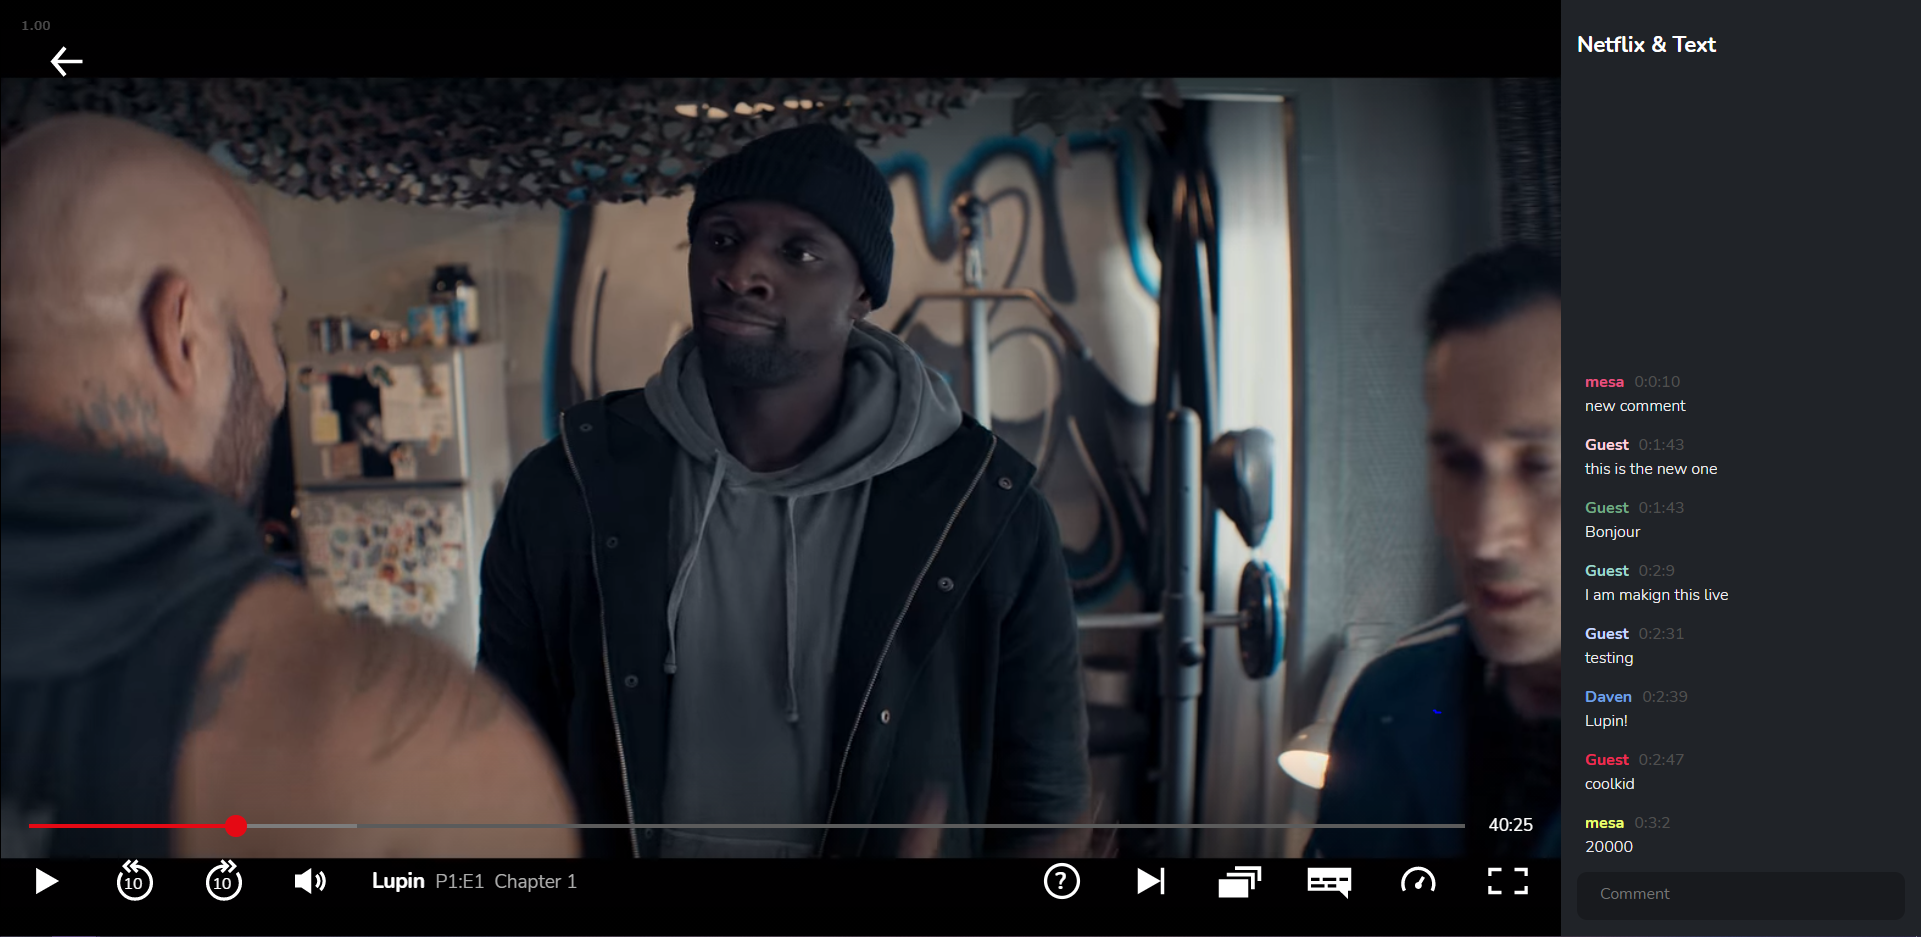 1.00
Netflix & Text
mesa 0:0:10
new comment
Guest 0:1:43
this is the new one
Guest 0:1:43
Bonjour
Guest 0:2:9
I am makign this live
Guest 0:2:31
testing
Daven 0:2:39
Lupin!
Guest 0:2:47
coolkid
mesa 0:3:2
20000
Comment
40:25
10
10
Lupin P1:E1 Chapter 1
?